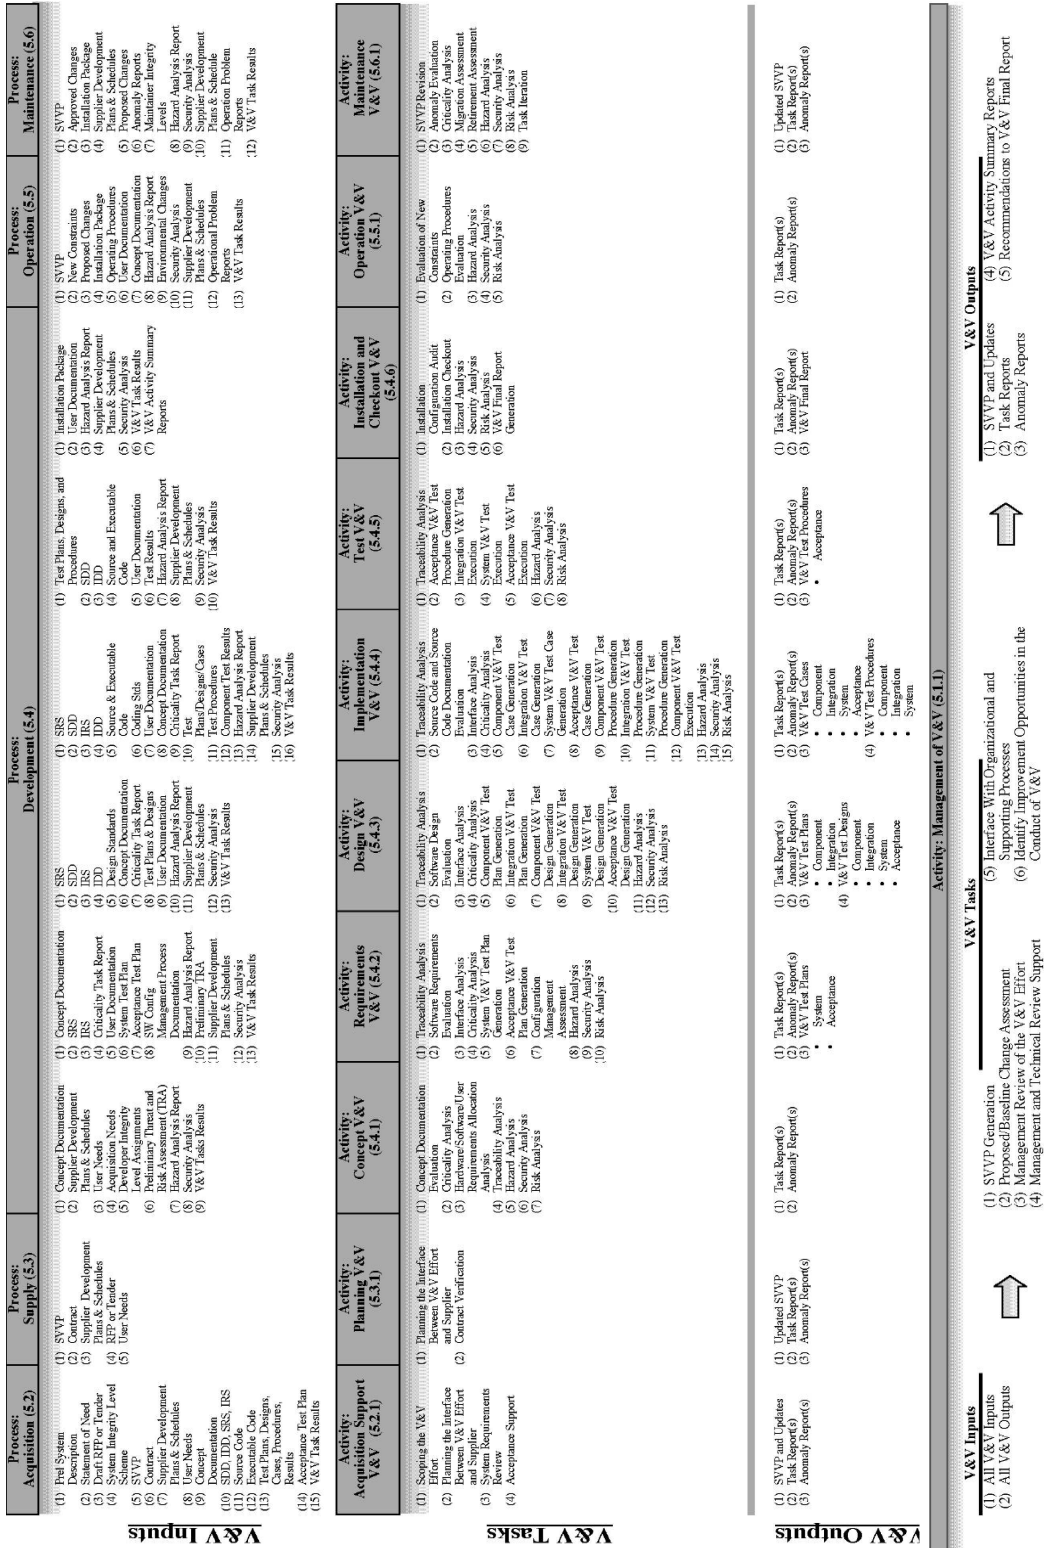 Process:
Acquisition (5.2)
Process:
Supply (5.3)
Process:
Development (5.4)
Process:
Operation (5.5)
Process:
Maintenance (5.6)
V&V Inputs
(1) Prel System
Description
(2) Statement of Need
(3) Draft RFP or Tender
(4) System Integrity Level
Scheme
(5) SVVP
(6) Contract
(7) Supplier Development
Plans & Schedules
(8) User Needs
(9) Concept
Documentation
(10) SDD, IDD, SRS, IRS
(11) Source Code
(12) Executable Code
(13) Test Plans, Designs,
Cases, Procedures,
Results
(14) Acceptance Test Plan
(15) V&V Task Results
(1) SVVP
(2) Contract
(3) Supplier Development
Plans & Schedules
(4) RFP or Tender
(5) User Needs
(1) Concept Documentation
(2) Supplier Development
Plans & Schedules
(3) User Needs
(4) Acquisition Needs
(5) Developer Integrity
Level Assignments
(6) Preliminary Threat and
Risk Assessment (TRA)
(7) Hazard Analysis Report
(8) Security Analysis
(9) V&V Tasks Results
(1) Concept Documentation
(2) SRS
(3) IRS
(4) Criticality Task Report
(5) User Documentation
(6) System Test Plan
(7) Acceptance Test Plan
(8) SW Config
Management Process
Documentation
(9) Hazard Analysis Report
(10) Preliminary TRA
(11) Supplier Development
Plans & Schedules
(12) Security Analysis
(13) V&V Task Results
(1) SRS
(2) SDD
(3) IRS
(4) IDD
(5) Design Standards
(6) Concept Documentation
(7) Criticality Task Report
(8) Test Plans & Designs
(9) User Documentation
(10) Hazard Analysis Report
(11) Supplier Development
Plans & Schedules
(12) Security Analysis
(13) V&V Task Results
(1) SRS
(2) SDD
(3) IRS
(4) IDD
(5) Source & Executable
Code
(6) Coding Stds
(7) User Documentation
(8) Concept Documentation
(9) Criticality Task Report
(10) Test
Plans/Designs/Cases
(11) Test Procedures
(12) Component Test Results
(13) Hazard Analysis Report
(14) Supplier Development
Plans & Schedules
(15) Security Analysis
(16) V&V Task Results
(1) Test Plans, Designs, and
Procedures
(2) SDD
(3) IDD
(4) Source and Executable
Code
(5) User Documentation
(6) Test Results
(7) Hazard Analysis Report
(8) Supplier Development
Plans & Schedules
(9) Security Analysis
(10) V&V Task Results
(1) Installation Package
(2) User Documentation
(3) Hazard Analysis Report
(4) Supplier Development
Plans & Schedules
(5) Security Analysis
(6) V&V Task Results
(7) V&V Activity Summary
Reports
(1) SVVP
(2) New Constraints
(3) Proposed Changes
(4) Installation Package
(5) Operating Procedures
(6) User Documentation
(7) Concept Documentation
(8) Hazard Analysis Report
(9) Environmental Changes
(10) Security Analysis
(11) Supplier Development
Plans & Schedules
(12) Operational Problem
Reports
(13) V&V Task Results
(1) SVVP
(2) Approved Changes
(3) Installation Package
(4) Supplier Development
Plans & Schedules
(5) Proposed Changes
(6) Anomaly Reports
(7) Maintainer Integrity
Levels
(8) Hazard Analysis Report
(9) Security Analysis
(10) Supplier Development
Plans & Schedule
(11) Operation Problem
Reports
(12) V&V Task Results
Activity:
Acquisition Support
V&V (5.2.1)
Activity:
Planning V&V
(5.3.1)
Activity:
Concept V&V
(5.4.1)
Activity:
Requirements
V&V (5.4.2)
Activity:
Design V&V
(5.4.3)
Activity:
Implementation
V&V (5.4.4)
Activity:
Test V&V
(5.4.5)
Activity:
Installation and
Checkout V&V
(5.4.6)
Activity:
Operation V&V
(5.5.1)
Activity:
Maintenance
V&V (5.6.1)
V&V Tasks
(1) Scoping the V&V
Effort
(2) Planning the Interface
Between V&V Effort
and Supplier
(3) System Requirements
Review
(4) Acceptance Support
(1) Planning the Interface
Between V&V Effort
and Supplier
(2) Contract Verification
(1) Concept Documentation
Evaluation
(2) Criticality Analysis
(3) Hardware/Software/User
Requirements Allocation
Analysis
(4) Traceability Analysis
(5) Hazard Analysis
(6) Security Analysis
(7) Risk Analysis
(1) Traceability Analysis
(2) Software Requirements
Evaluation
(3) Interface Analysis
(4) Criticality Analysis
(5) System V&V Test Plan
Generation
(6) Acceptance V&V Test
Plan Generation
(7) Configuration
Management
Assessment
(8) Hazard Analysis
(9) Security Analysis
(10) Risk Analysis
(1) Traceability Analysis
(2) Software Design
Evaluation
(3) Interface Analysis
(4) Criticality Analysis
(5) Component V&V Test
Plan Generation
(6) Integration V&V Test
Plan Generation
(7) Component V&V Test
Design Generation
(8) Integration V&V Test
Design Generation
(9) System V&V Test
Design Generation
(10) Acceptance V&V Test
Design Generation
(11) Hazard Analysis
(12) Security Analysis
(13) Risk Analysis
(1) Traceability Analysis
(2) Source Code and Source
Code Documentation
Evaluation
(3) Interface Analysis
(4) Criticality Analysis
(5) Component V&V Test
Case Generation
(6) Integration V&V Test
Case Generation
(7) System V&V Test Case
Generation
(8) Acceptance V&V Test
Case Generation
(9) Component V&V Test
Procedure Generation
(10) Integration V&V Test
Procedure Generation
(11) System V&V Test
Procedure Generation
(12) Component V&V Test
Execution
(13) Hazard Analysis
(14) Security Analysis
(15) Risk Analysis
(1) Traceability Analysis
(2) Acceptance V&V Test
Procedure Generation
(3) Integration V&V Test
Execution
(4) System V&V Test
Execution
(5) Acceptance V&V Test
Execution
(6) Hazard Analysis
(7) Security Analysis
(8) Risk Analysis
(1) Installation
Configuration Audit
(2) Installation Checkout
(3) Hazard Analysis
(4) Security Analysis
(5) Risk Analysis
(6) V&V Final Report
Generation
(1) Evaluation of New
Constraints
(2) Operating Procedures
Evaluation
(3) Hazard Analysis
(4) Security Analysis
(5) Risk Analysis
(1) SVVP Revision
(2) Anomaly Evaluation
(3) Criticality Analysis
(4) Migration Assessment
(5) Retirement Assessment
(6) Hazard Analysis
(7) Security Analysis
(8) Risk Analysis
(9) Task Iteration
V&V Outputs
(1) SVVP and Updates
(2) Task Report(s)
(3) Anomaly Report(s)
(1) Updated SVVP
(2) Task Report(s)
(3) Anomaly Report(s)
(1) Task Report(s)
(2) Anomaly Report(s)
(1) Task Report(s)
(2) Anomaly Report(s)
(3) V&V Test Plans
• System
• Acceptance
(1) Task Report(s)
(2) Anomaly Report(s)
(3) V&V Test Plans
• Component
• Integration
(4) V&V Test Designs
• Component
• Integration
• System
• Acceptance
(1) Task Report(s)
(2) Anomaly Report(s)
(3) V&V Test Cases
• Component
• Integration
• System
• Acceptance
(4) V&V Test Procedures
• Component
• Integration
• System
(1) Task Report(s)
(2) Anomaly Report(s)
(3) V&V Test Procedures
• Acceptance
(1) Task Report(s)
(2) Anomaly Report(s)
(3) V&V Final Report
(1) Task Report(s)
(2) Anomaly Report(s)
(1) Updated SVVP
(2) Task Report(s)
(3) Anomaly Report(s)
Activity: Management of V&V (5.1.1)
V&V Inputs
(1) All V&V Inputs
(2) All V&V Outputs
V&V Tasks
(1) SVVP Generation
(2) Proposed/Baseline Change Assessment
(3) Management Review of the V&V Effort
(4) Management and Technical Review Support
(5) Interface With Organizational and
Supporting Processes
(6) Identify Improvement Opportunities in the
Conduct of V&V
V&V Outputs
(1) SVVP and Updates
(2) Task Reports
(3) Anomaly Reports
(4) V&V Activity Summary Reports
(5) Recommendations to V&V Final Report